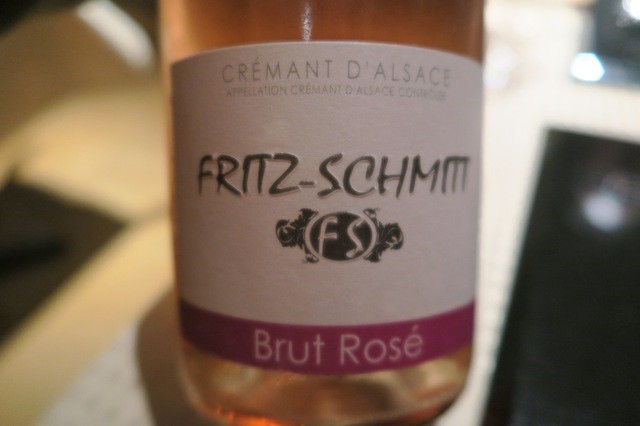 CRÉMANT D'ALSACE
APPELLATION CRÉMANT D'ALSACE CONTRÔLÉE
FRITZ-SCHMITT
FS
Brut Rosé